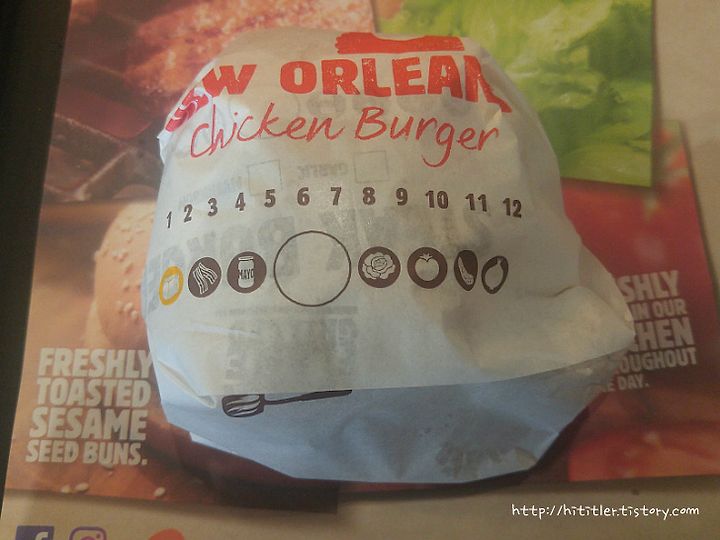 EW ORLEAN
Chicken Burger
1 2 3 4 5 6 7 8 9 10 11 12
MAYO
FRESHLY
TOASTED
SESAME
SEED BUNS.
SHLY
IN OUR
CHEN
OUGHOUT
E DAY.
http://hititler.tistory.com